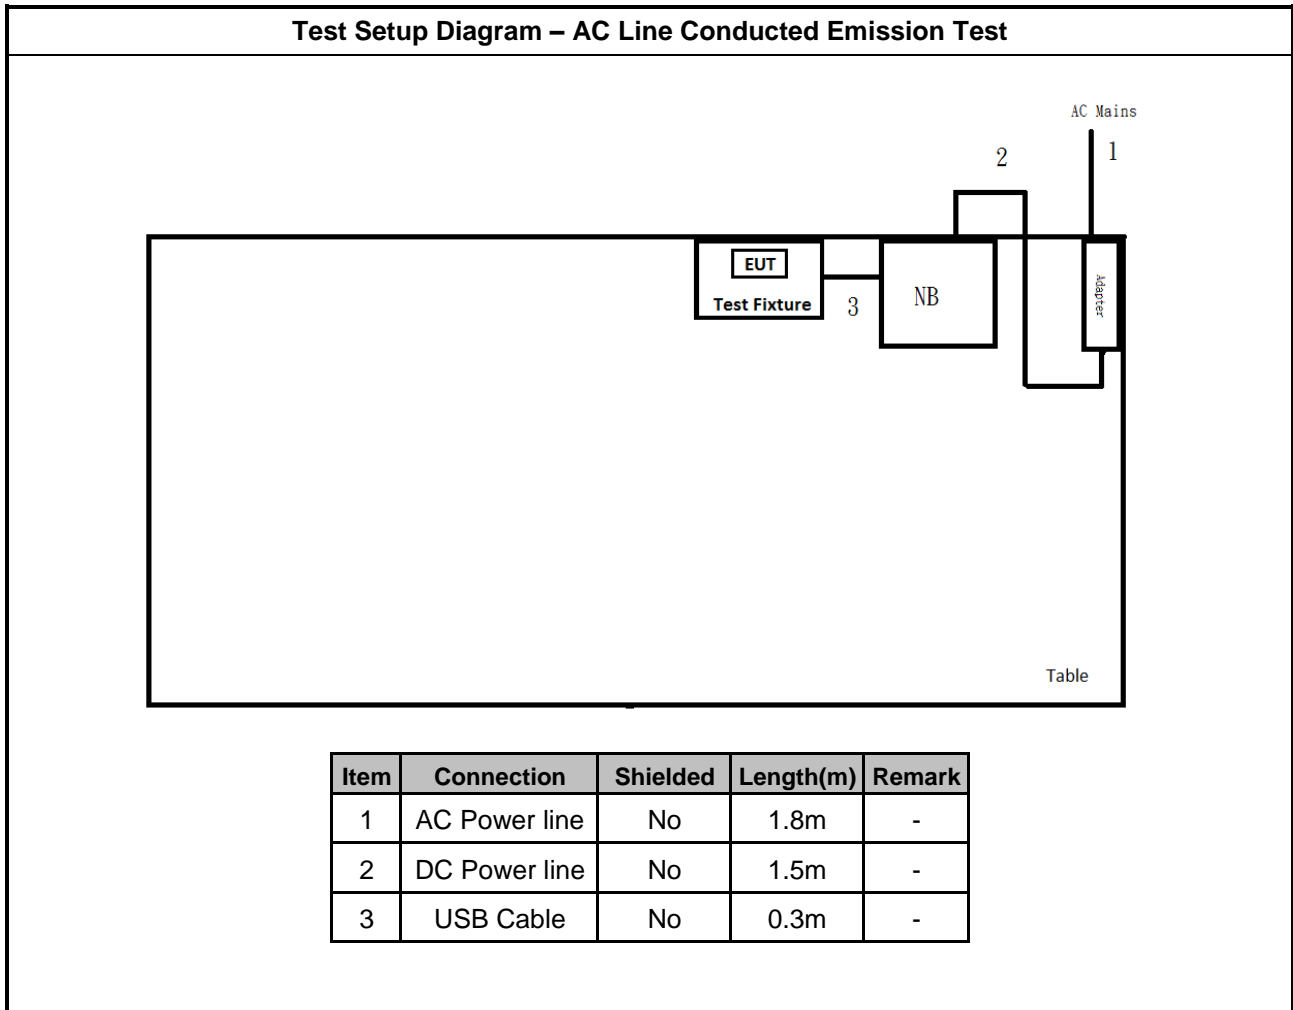 Test Setup Diagram – AC Line Conducted Emission Test
AC Mains
1
2
EUT
Test Fixture
3
NB
Adapter
Table
Item Connection Shielded Length(m) Remark
1 AC Power line No 1.8m -
2 DC Power line No 1.5m -
3 USB Cable No 0.3m -